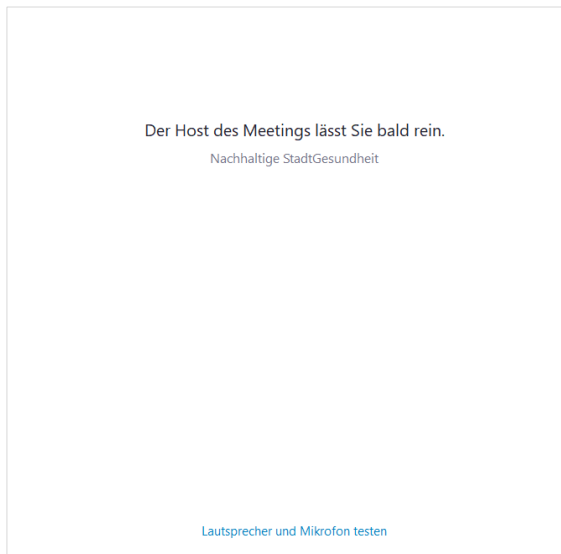 Der Host des Meetings lässt Sie bald rein.
Nachhaltige StadtGesundheit
Lautsprecher und Mikrofon testen